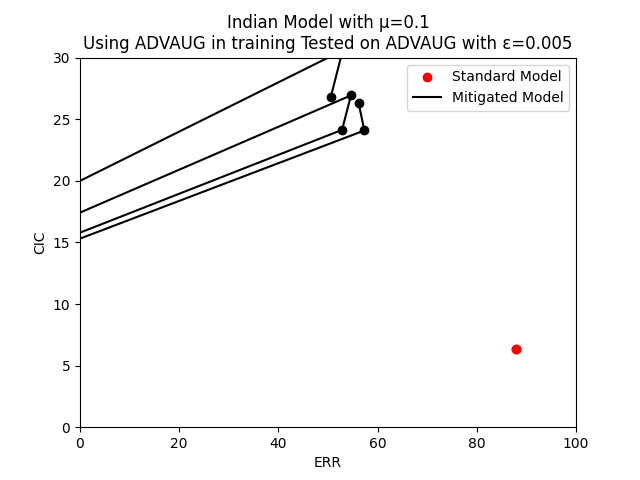 Indian Model with μ=0.1
Using ADVAUG in training Tested on ADVAUG with ε=0.005
Standard Model
Mitigated Model
30
25
20
15
10
5
0
CIC
0 20 40 60 80 100
ERR